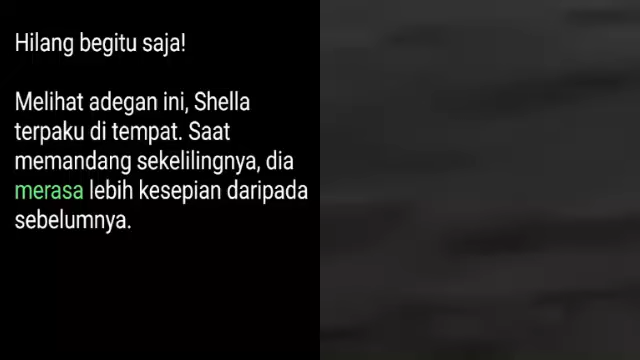 Hilang begitu saja!
Melihat adegan ini, Shella
terpaku di tempat. Saat
memandang sekelilingnya, dia
merasa lebih kesepian daripada
sebelumnya.